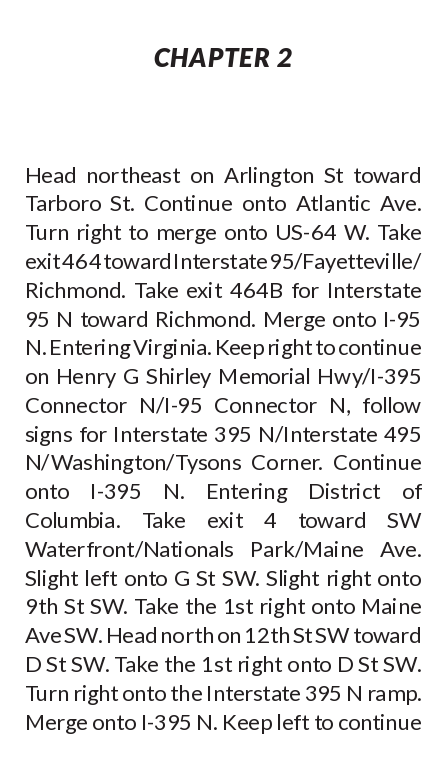 CHAPTER 2
Head northeast on Arlington St toward
Tarboro St. Continue onto Atlantic Ave.
Turn right to merge onto US-64 W. Take
exit 464 toward Interstate 95/Fayetteville/
Richmond. Take exit 464B for Interstate
95 N toward Richmond. Merge onto I-95
N. Entering Virginia. Keep right to continue
on Henry G Shirley Memorial Hwy/I-395
Connector N/I-95 Connector N, follow
signs for Interstate 395 N/Interstate 495
N/Washington/Tysons Corner. Continue
onto I-395 N. Entering District of
Columbia. Take exit 4 toward SW
Waterfront/Nationals Park/Maine Ave.
Slight left onto G St SW. Slight right onto
9th St SW. Take the 1st right onto Maine
Ave SW. Head north on 12th St SW toward
D St SW. Take the 1st right onto D St SW.
Turn right onto the Interstate 395 N ramp.
Merge onto I-395 N. Keep left to continue